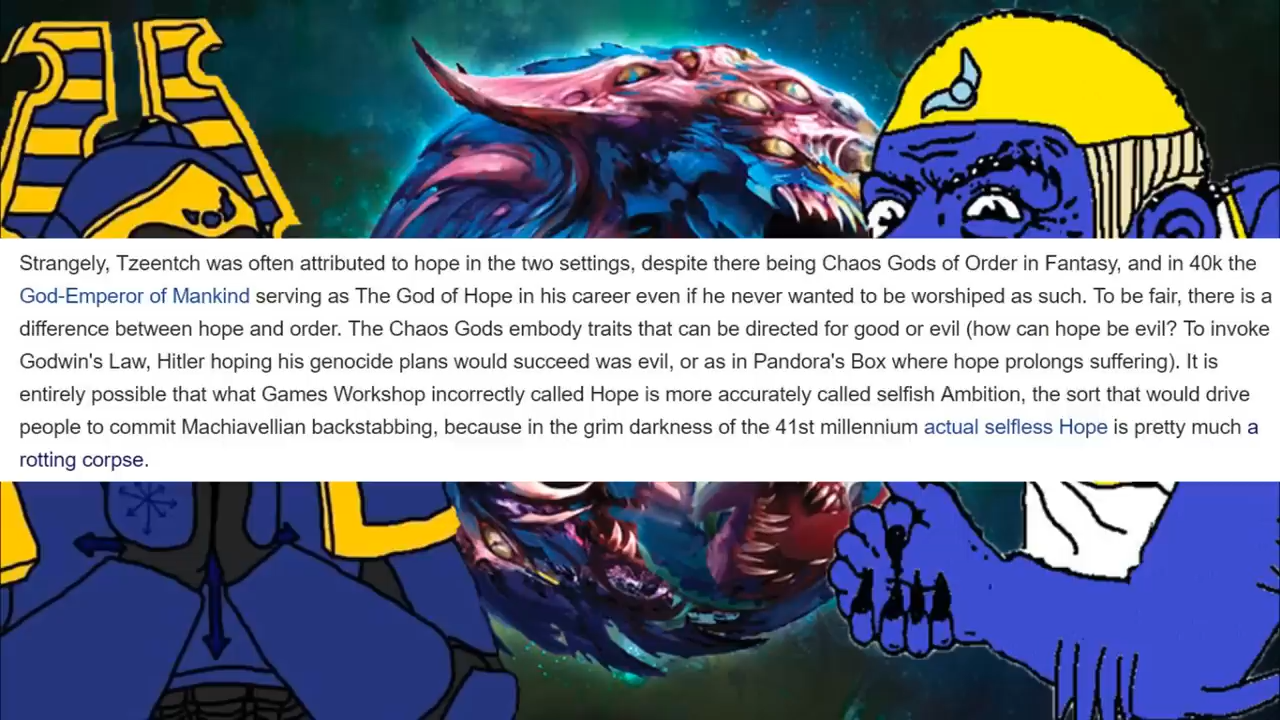 Strangely, Tzeentch was often attributed to hope in the two settings, despite there being Chaos Gods of Order in Fantasy, and in 40k the
God-Emperor of Mankind serving as The God of Hope in his career even if he never wanted to be worshiped as such. To be fair, there is a
difference between hope and order. The Chaos Gods embody traits that can be directed for good or evil (how can hope be evil? To invoke
Godwin's Law, Hitler hoping his genocide plans would succeed was evil, or as in Pandora's Box where hope prolongs suffering). It is
entirely possible that what Games Workshop incorrectly called Hope is more accurately called selfish Ambition, the sort that would drive
people to commit Machiavellian backstabbing, because in the grim darkness of the 41st millennium actual selfless Hope is pretty much a
rotting corpse.